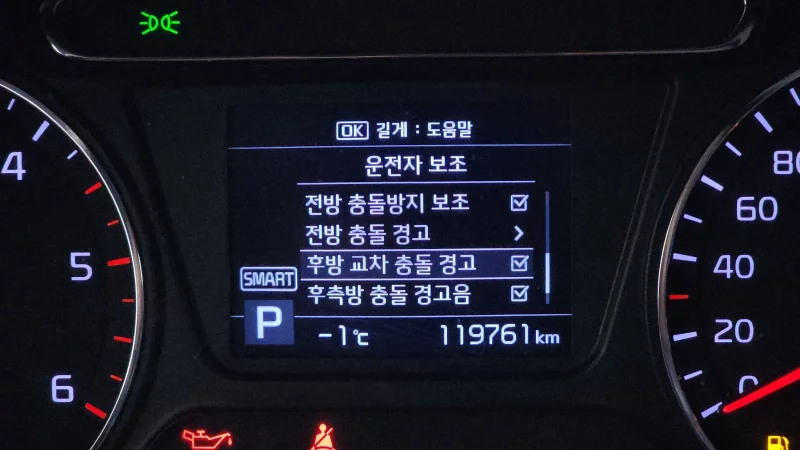 OK 길게 : 도움말
운전자 보조
전방 충돌방지 보조
전방 충돌 경고
후방 교차 충돌 경고
후측방 충돌 경고음
SMART
P
-1℃ 119761 km
4
5
6
80
60
40
20
0